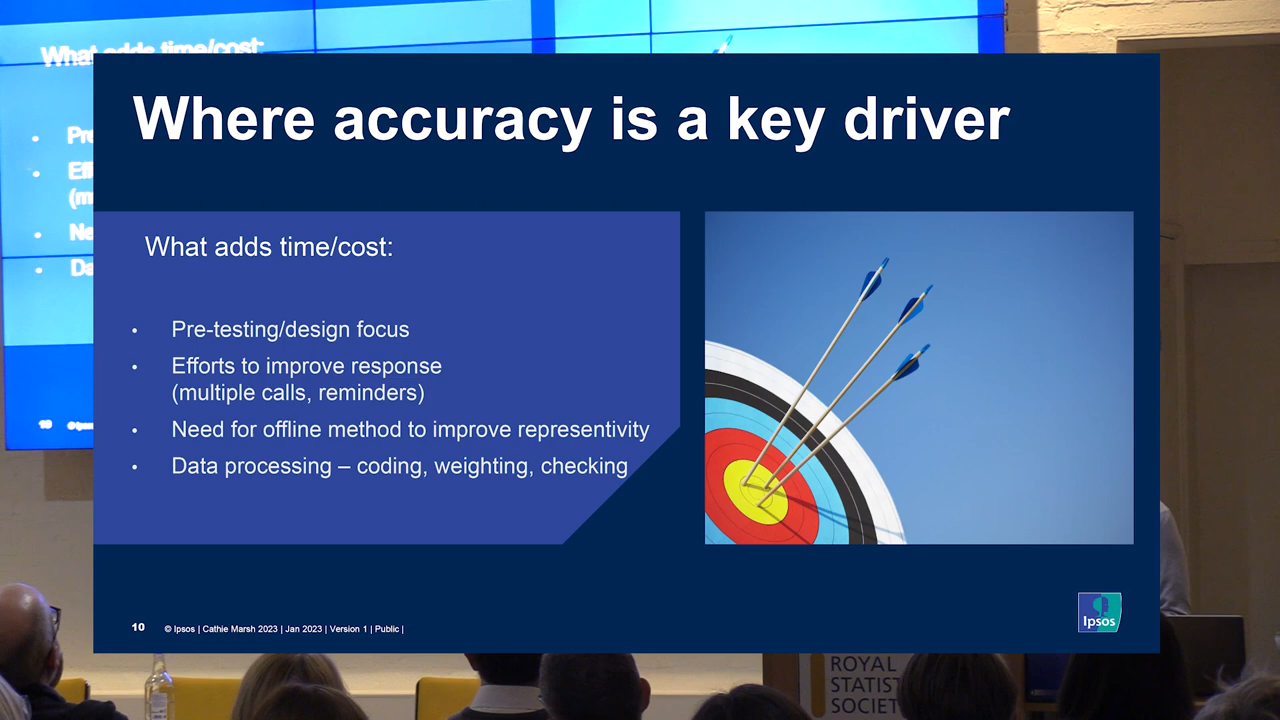 What adds time/cost:
Where accuracy is a key driver
What adds time/cost:
• Pre-testing/design focus
• Efforts to improve response
(multiple calls, reminders)
• Need for offline method to improve representivity
• Data processing – coding, weighting, checking
10 © Ipsos | Cathie Marsh 2023 | Jan 2023 | Version 1 | Public |
Ipsos
10
ROYAL